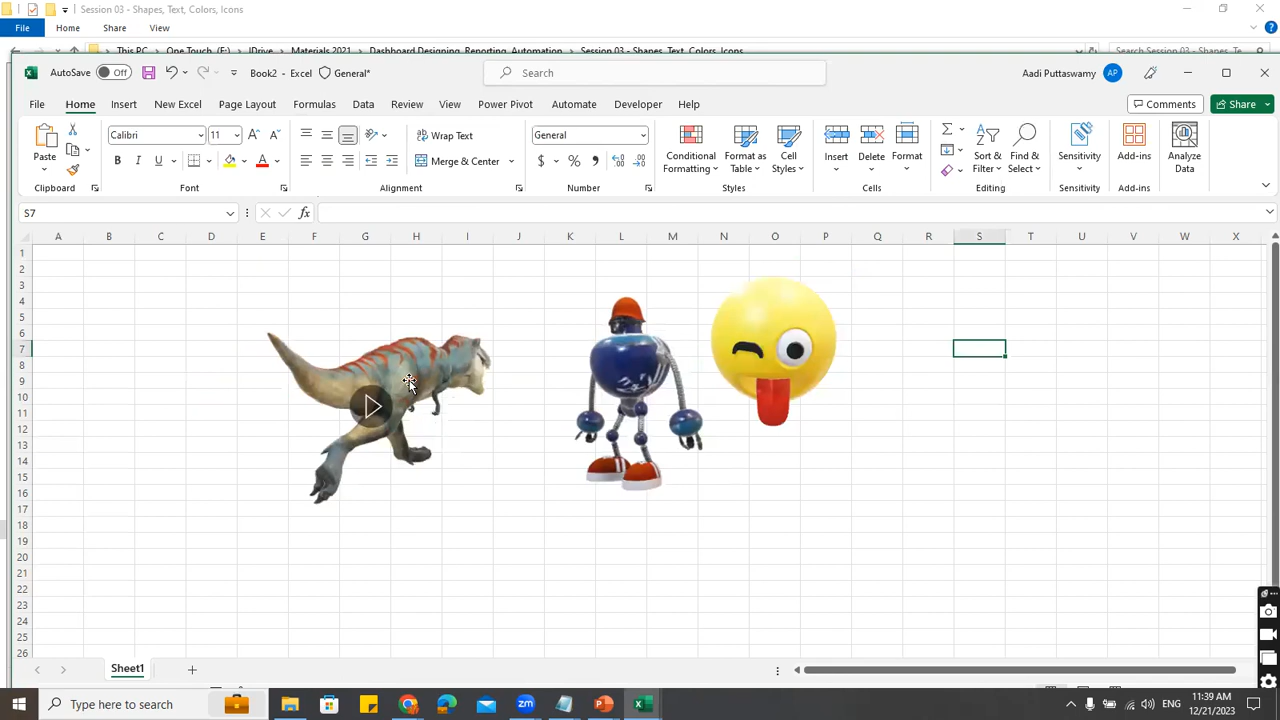 Session 03 - Shapes, Text, Colors, Icons
File Home Share View
This PC One Touch (F:) IDrive Materials 2021 Dashboard Designing, Reporting, Automation Session 03 - Shapes, Text, Colors, Icons
AutoSave Off Book2 - Excel General* Search Aadi Puttaswamy AP
File Home Insert New Excel Page Layout Formulas Data Review View Power Pivot Automate Developer Help Comments Share
Paste Calibri 11 Wrap Text General Conditional Formatting Format as Table Cell Styles Insert Delete Format Sort & Filter Find & Select Sensitivity Add-ins Analyze Data
B I U A Merge & Center $ %
Clipboard Font Alignment Number Styles Cells Editing Sensitivity Add-ins
S7 fx
A B C D E F G H I J K L M N O P Q R S T U V W X
1
2
3
4
5
6
7
8
9
10
11
12
13
14
15
16
17
18
19
20
21
22
23
24
25
26
Sheet1
Type here to search ENG 11:39 AM
12/21/2023